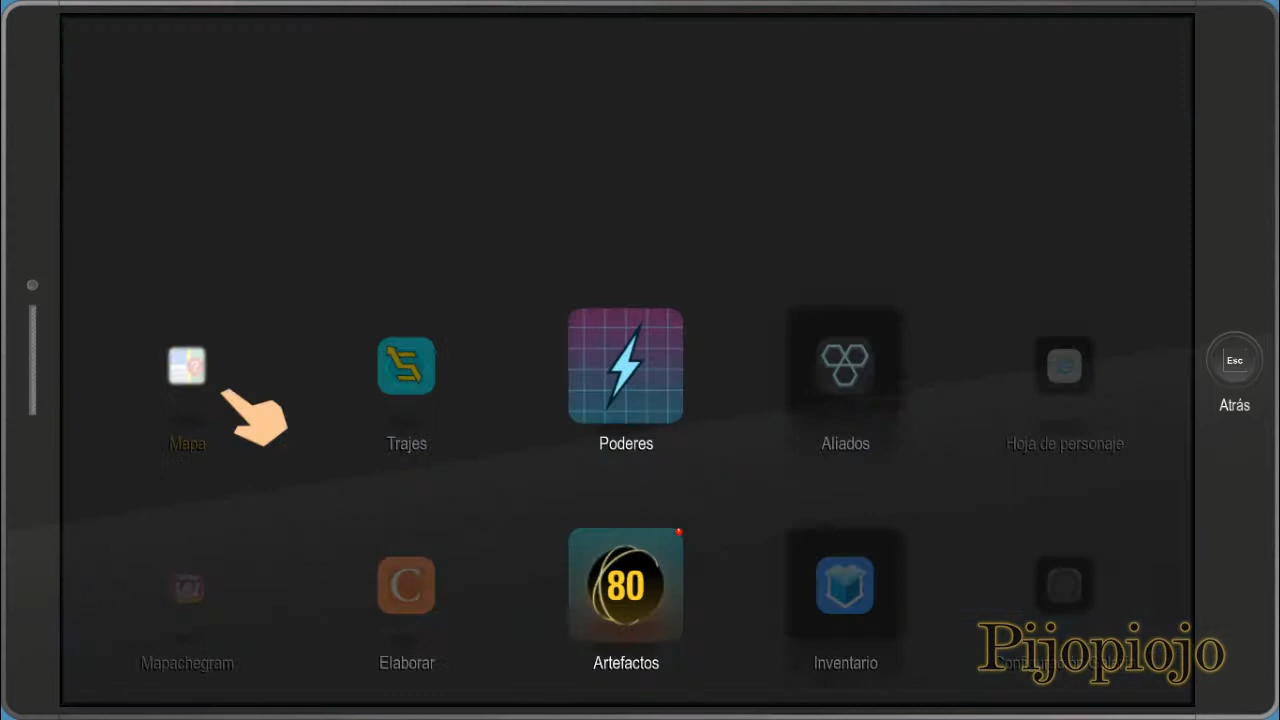 Esc
Atrás
Mapa
Trajes
Poderes
Aliados
Hoja de personaje
80
C
Mapachegram
Elaborar
Artefactos
Inventario
Pijopiojo